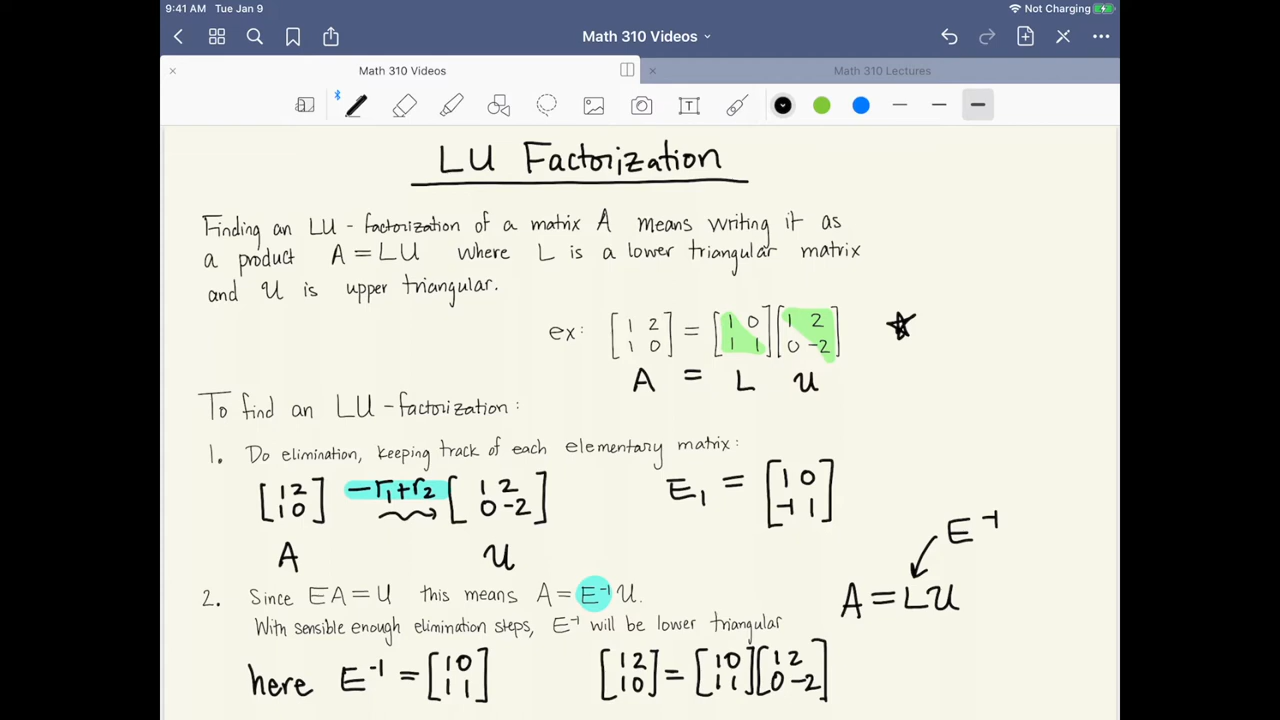 9:41 AM Tue Jan 9 Not Charging
Math 310 Videos
Math 310 Videos Math 310 Lectures
LU Factorization
Finding an LU-factorization of a matrix A means writing it as
a product A = LU where L is a lower triangular matrix
and U is upper triangular.
ex: [1 2; 1 0] = [1 0; 1 1][1 2; 0 -2]
A = L U
To find an LU-factorization:
1. Do elimination, keeping track of each elementary matrix:
[1 2; 1 0] -r₁+r₂ [1 2; 0 -2] E₁ = [1 0; -1 1]
A U
E⁻¹
2. Since EA = U this means A = E⁻¹U. A = LU
With sensible enough elimination steps, E⁻¹ will be lower triangular
here E⁻¹ = [1 0; 1 1] [1 2; 1 0] = [1 0; 1 1][1 2; 0 -2]